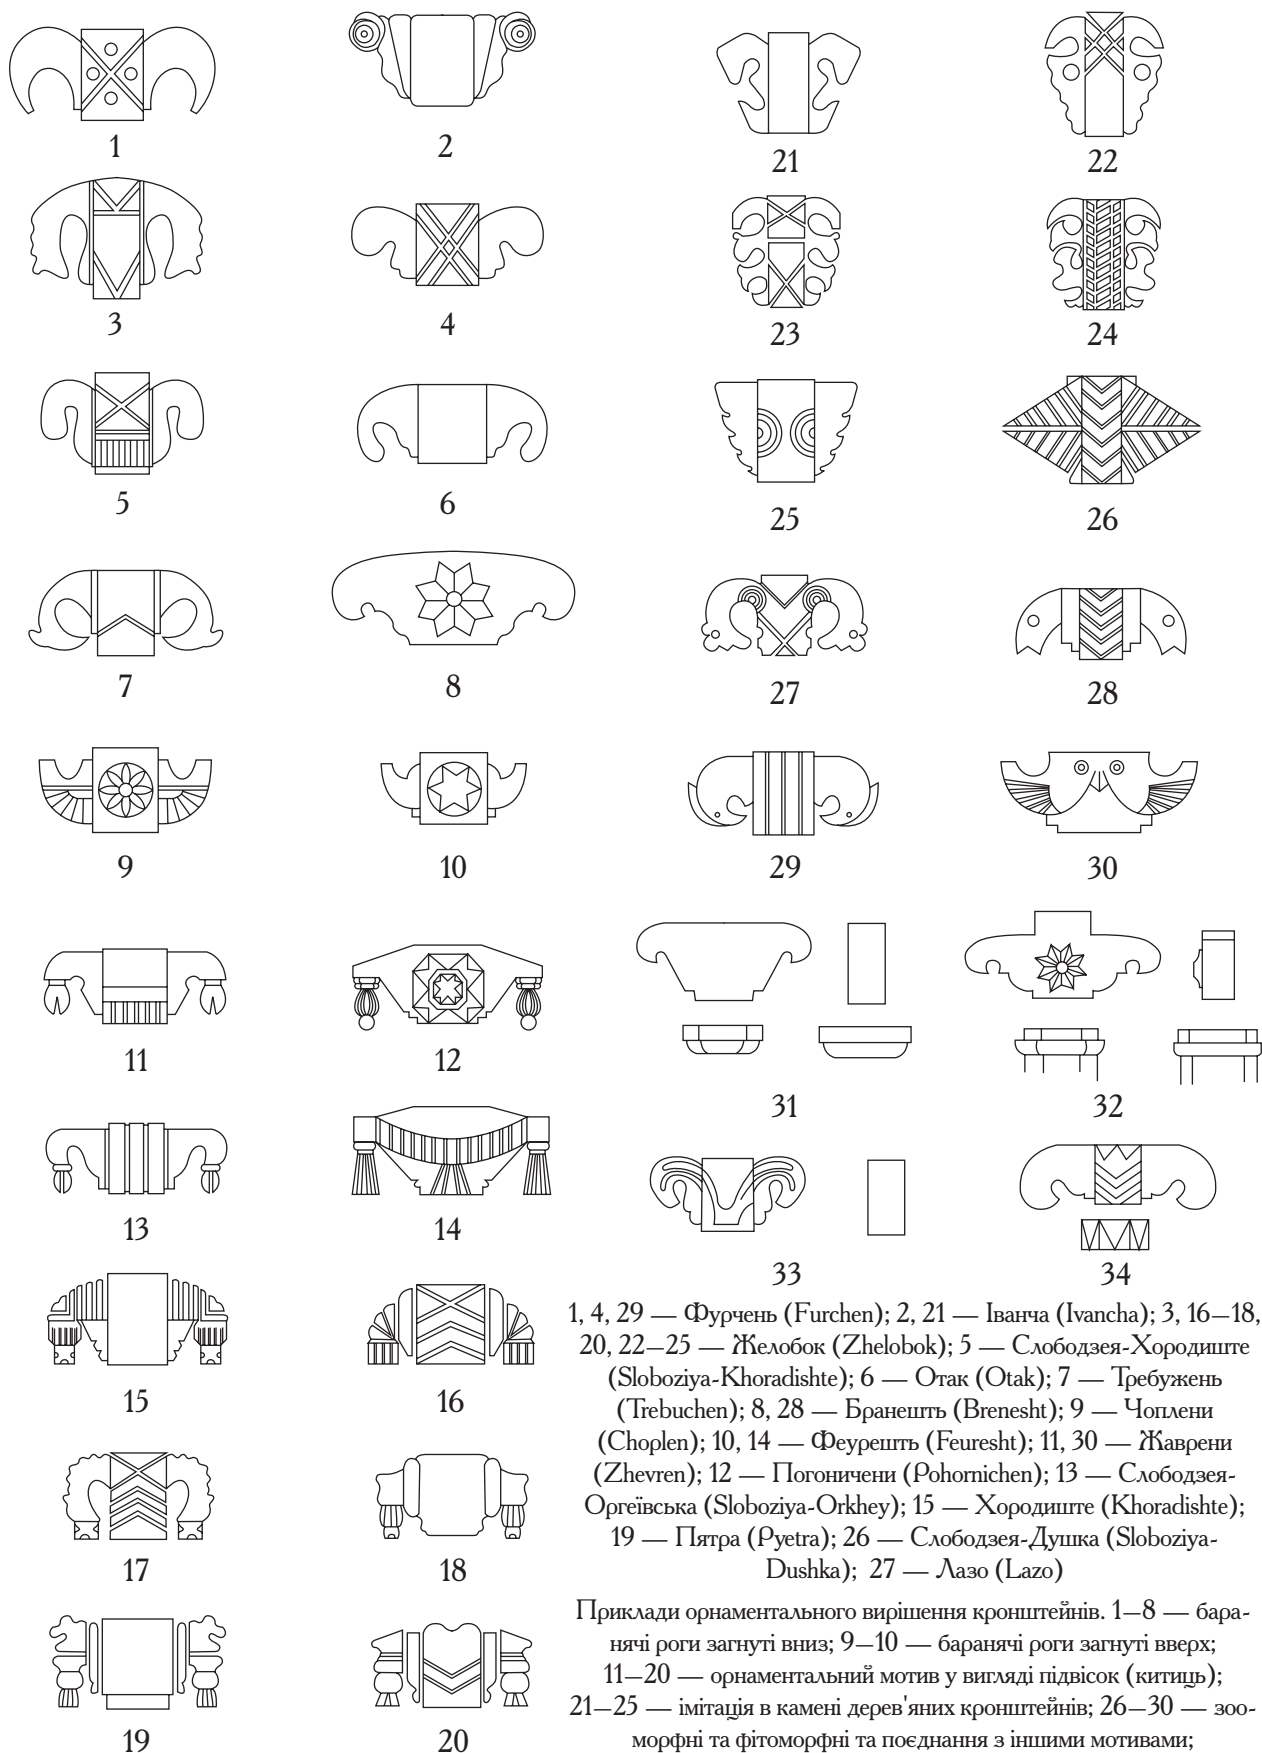 1
2
21
22
3
4
23
24
5
6
25
26
7
8
27
28
9
10
29
30
11
12
31
32
13
14
33
34
15
16
17
18
19
20
1, 4, 29 — Фурчень (Furchen); 2, 21 — Іванча (Ivancha); 3, 16—18,
20, 22—25 — Желобок (Zhelobok); 5 — Слободзея-Хородиште
(Sloboziya-Khoradishte); 6 — Отак (Otak); 7 — Требужень
(Trebuchen); 8, 28 — Бранешть (Brenesht); 9 — Чоплени
(Choplen); 10, 14 — Феурешть (Feuresht); 11, 30 — Жаврени
(Zhevren); 12 — Погоничени (Pohornichen); 13 — Слободзея-
Оргеївська (Sloboziya-Orkhey); 15 — Хородиште (Khoradishte);
19 — Пятра (Pyetra); 26 — Слободзея-Душка (Sloboziya-
Dushka); 27 — Лазо (Lazo)
Приклади орнаментального вирішення кронштейнів. 1—8 — бара-
нячі роги загнуті вниз; 9—10 — баранячі роги загнуті вверх;
11—20 — орнаментальний мотив у вигляді підвісок (китиць);
21—25 — імітація в камені дерев'яних кронштейнів; 26—30 — зоо-
морфні та фітоморфні та поєднання з іншими мотивами;